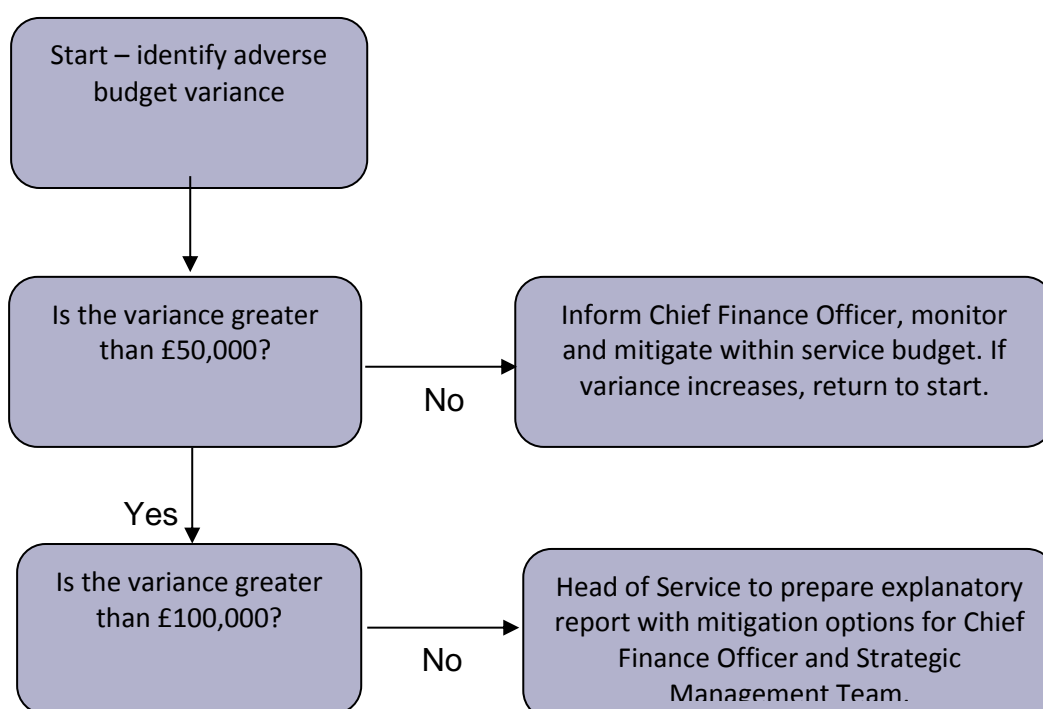 Start – identify adverse
budget variance
Is the variance greater
than £50,000?
Inform Chief Finance Officer, monitor
and mitigate within service budget. If
variance increases, return to start.
No
Yes
Is the variance greater
than £100,000?
Head of Service to prepare explanatory
report with mitigation options for Chief
Finance Officer and Strategic
Management Team.
No